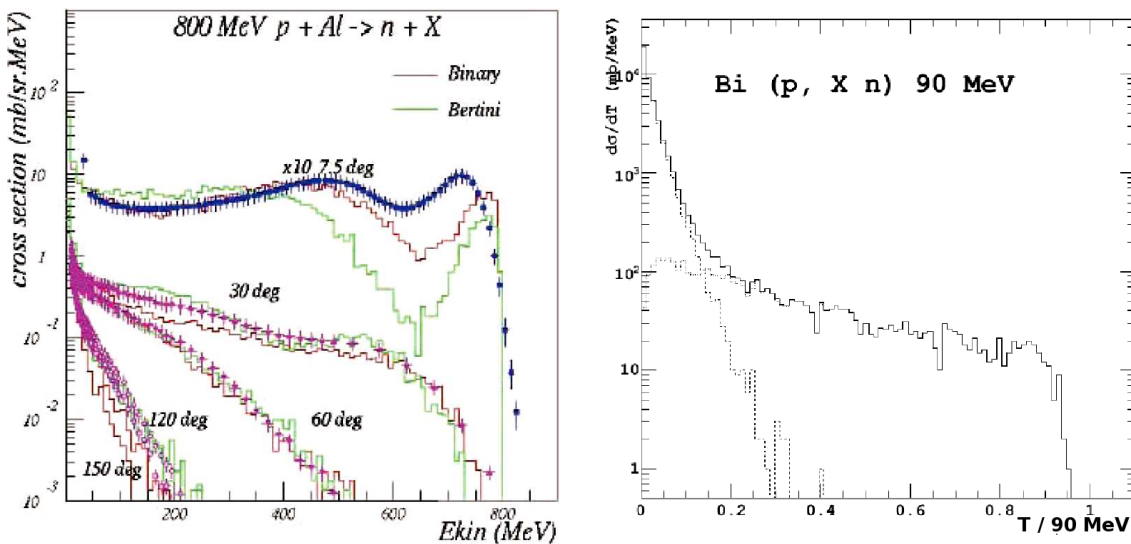 800 MeV p + Al -> n + X
cross section (mb/sr.MeV)
Binary
Bertini
x10 7.5 deg
30 deg
60 deg
120 deg
150 deg
10 2
10
1
10 -1
10 -2
10 -3
200
400
600
800
Ekin (MeV)
Bi (p, X n) 90 MeV
dσ/dT (mb/MeV)
10 4
10 3
10 2
10
1
0
0.2
0.4
0.6
0.8
1
T / 90 MeV